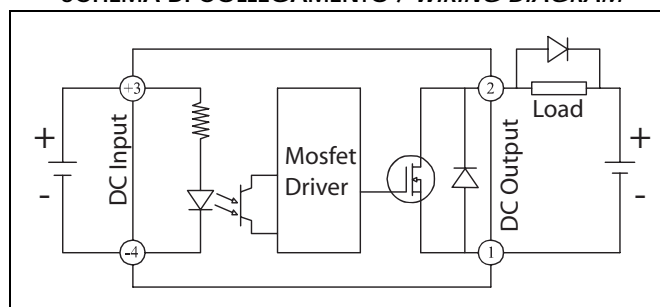 SCHEMA DI COLLEGAMENTO / WIRING DIAGRAM
+3
2
Load
+
-
DC Input
Mosfet
Driver
DC Output
+
-
-4
1